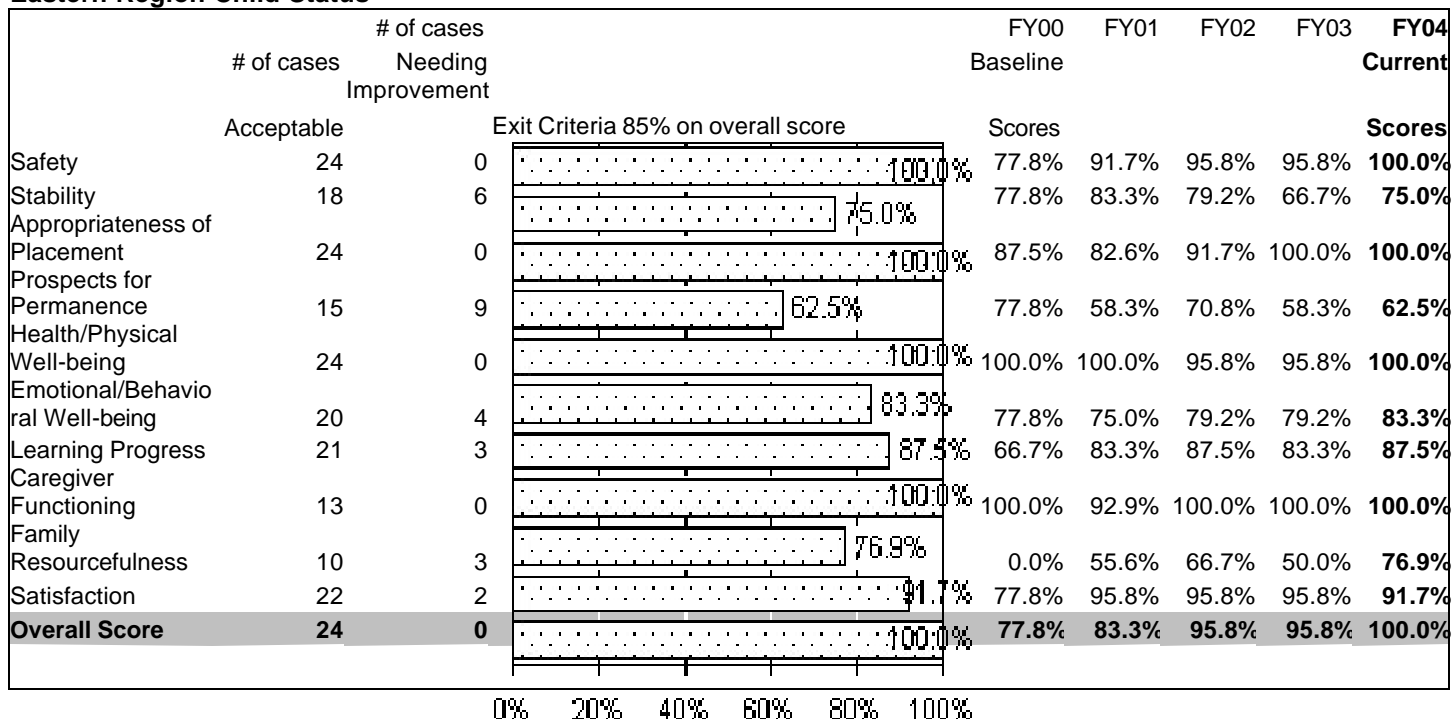 Eastern Region Child Status
# of cases FY00 FY01 FY02 FY03 FY04
# of cases Needing Baseline Current
Improvement
Acceptable Exit Criteria 85% on overall score Scores Scores
Safety 24 0 100.0% 77.8% 91.7% 95.8% 95.8% 100.0%
Stability 18 6 75.0% 77.8% 83.3% 79.2% 66.7% 75.0%
Appropriateness of
Placement 24 0 100.0% 87.5% 82.6% 91.7% 100.0% 100.0%
Prospects for
Permanence 15 9 62.5% 77.8% 58.3% 70.8% 58.3% 62.5%
Health/Physical
Well-being 24 0 100.0% 100.0% 100.0% 95.8% 95.8% 100.0%
Emotional/Behavio
ral Well-being 20 4 83.3% 77.8% 75.0% 79.2% 79.2% 83.3%
Learning Progress 21 3 87.5% 66.7% 83.3% 87.5% 83.3% 87.5%
Caregiver
Functioning 13 0 100.0% 100.0% 92.9% 100.0% 100.0% 100.0%
Family
Resourcefulness 10 3 76.9% 0.0% 55.6% 66.7% 50.0% 76.9%
Satisfaction 22 2 91.7% 77.8% 95.8% 95.8% 95.8% 91.7%
Overall Score 24 0 100.0% 77.8% 83.3% 95.8% 95.8% 100.0%
0% 20% 40% 60% 80% 100%